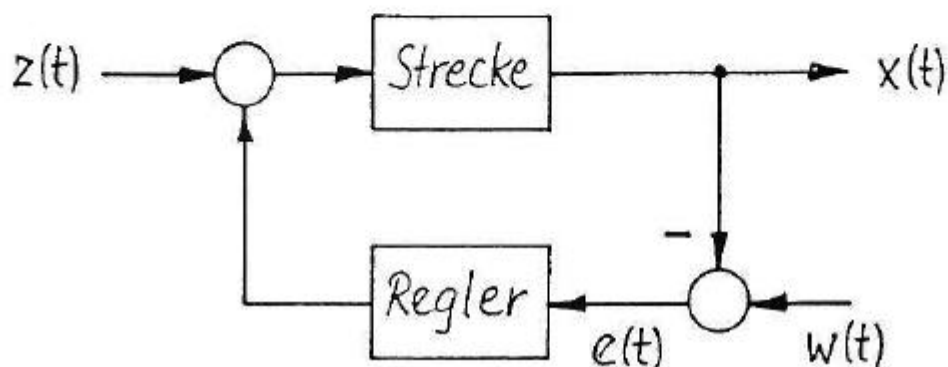 z(t)
Strecke
x(t)
−
Regler
e(t)
w(t)